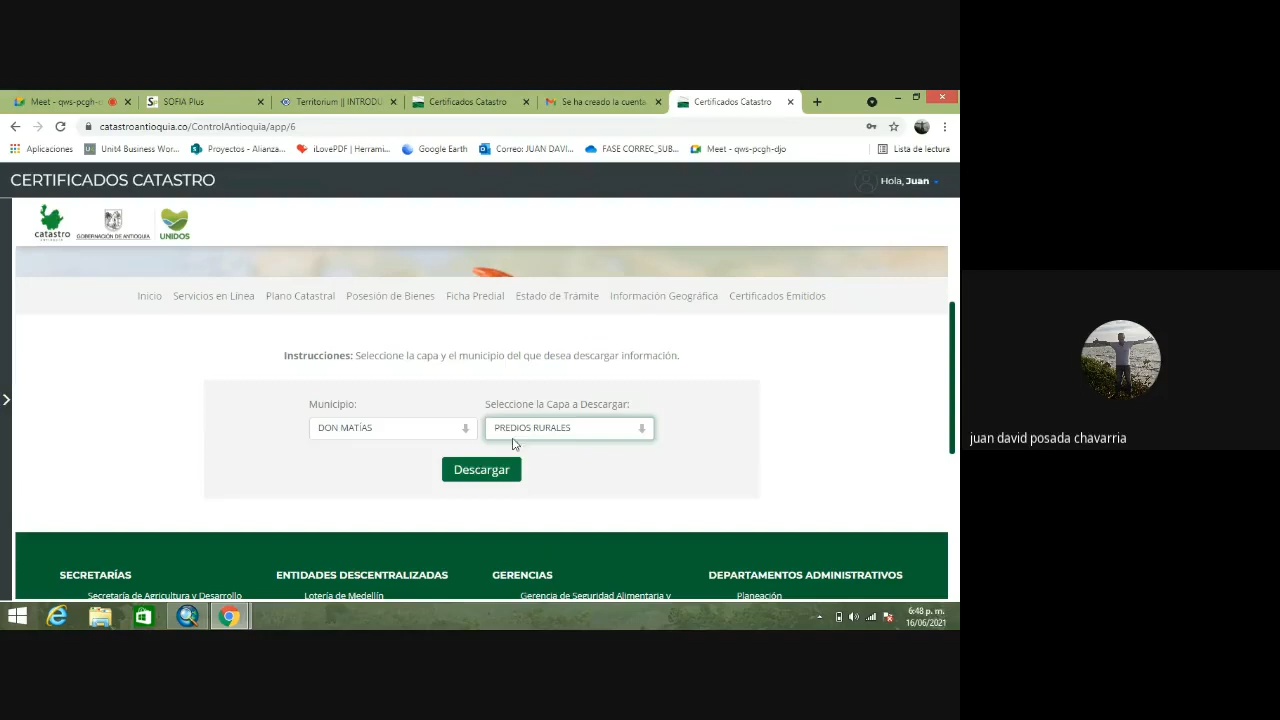 Meet - qws-pcgh-c
SOFIA Plus
Territorium || INTRODU
Certificados Catastro
Se ha creado la cuenta
Certificados Catastro
catastroantioquia.co/ControlAntioquia/app/6
Aplicaciones
Unit4 Business Wor...
Proyectos - Alianza...
iLovePDF | Herrami...
Google Earth
Correo: JUAN DAVI...
FASE CORREC_SUB...
Meet - qws-pcgh-djo
Lista de lectura
CERTIFICADOS CATASTRO
Hola, Juan
catastro
GOBERNACIÓN DE ANTIOQUIA
UNIDOS
Inicio Servicios en Línea Plano Catastral Posesión de Bienes Ficha Predial Estado de Trámite Información Geográfica Certificados Emitidos
Instrucciones: Seleccione la capa y el municipio del que desea descargar información.
Municipio:
Seleccione la Capa a Descargar:
DON MATÍAS
PREDIOS RURALES
Descargar
SECRETARÍAS
ENTIDADES DESCENTRALIZADAS
GERENCIAS
DEPARTAMENTOS ADMINISTRATIVOS
Secretaría de Agricultura y Desarrollo
Lotería de Medellín
Gerencia de Seguridad Alimentaria y
Planeación
6:48 p. m.
16/06/2021
juan david posada chavarria